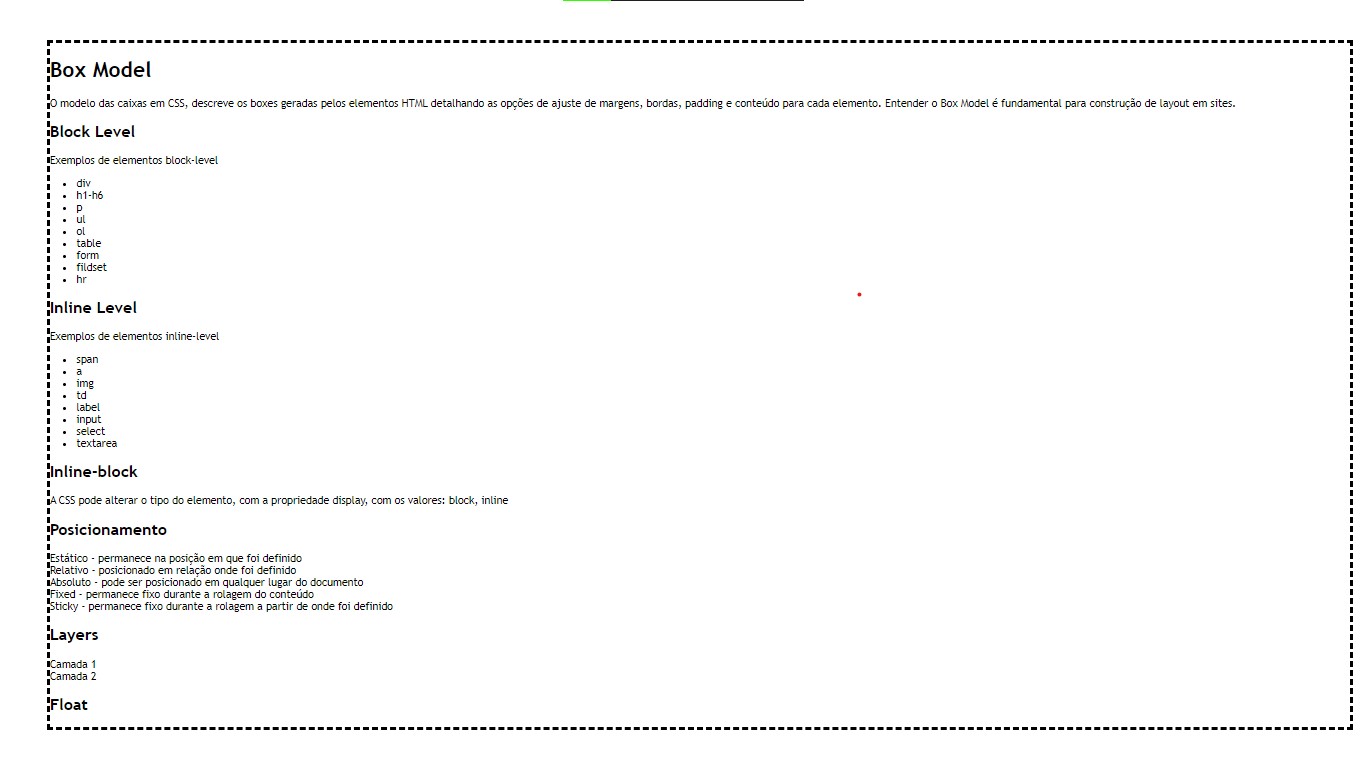 Box Model
O modelo das caixas em CSS, descreve os boxes geradas pelos elementos HTML detalhando as opções de ajuste de margens, bordas, padding e conteúdo para cada elemento. Entender o Box Model é fundamental para construção de layout em sites.
Block Level
Exemplos de elementos block-level
• div
• h1-h6
• p
• ul
• ol
• table
• form
• fildset
• hr
Inline Level
Exemplos de elementos inline-level
• span
• a
• img
• td
• label
• input
• select
• textarea
Inline-block
A CSS pode alterar o tipo do elemento, com a propriedade display, com os valores: block, inline
Posicionamento
Estático - permanece na posição em que foi definido
Relativo - posicionado em relação onde foi definido
Absoluto - pode ser posicionado em qualquer lugar do documento
Fixed - permanece fixo durante a rolagem do conteúdo
Sticky - permanece fixo durante a rolagem a partir de onde foi definido
Layers
Camada 1
Camada 2
Float